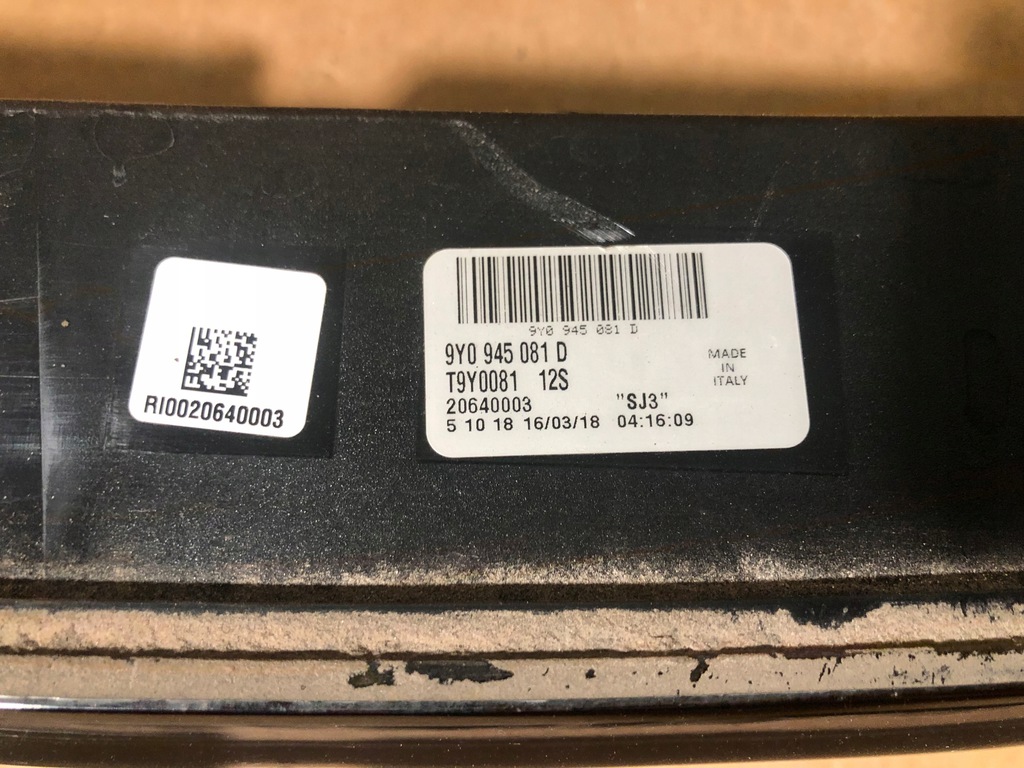 RI0020640003
9Y0 945 081 D
9Y0 945 081 D
T9Y0081 12S
20640003 "SJ3"
5 10 18 16/03/18 04:16:09
MADE
IN
ITALY